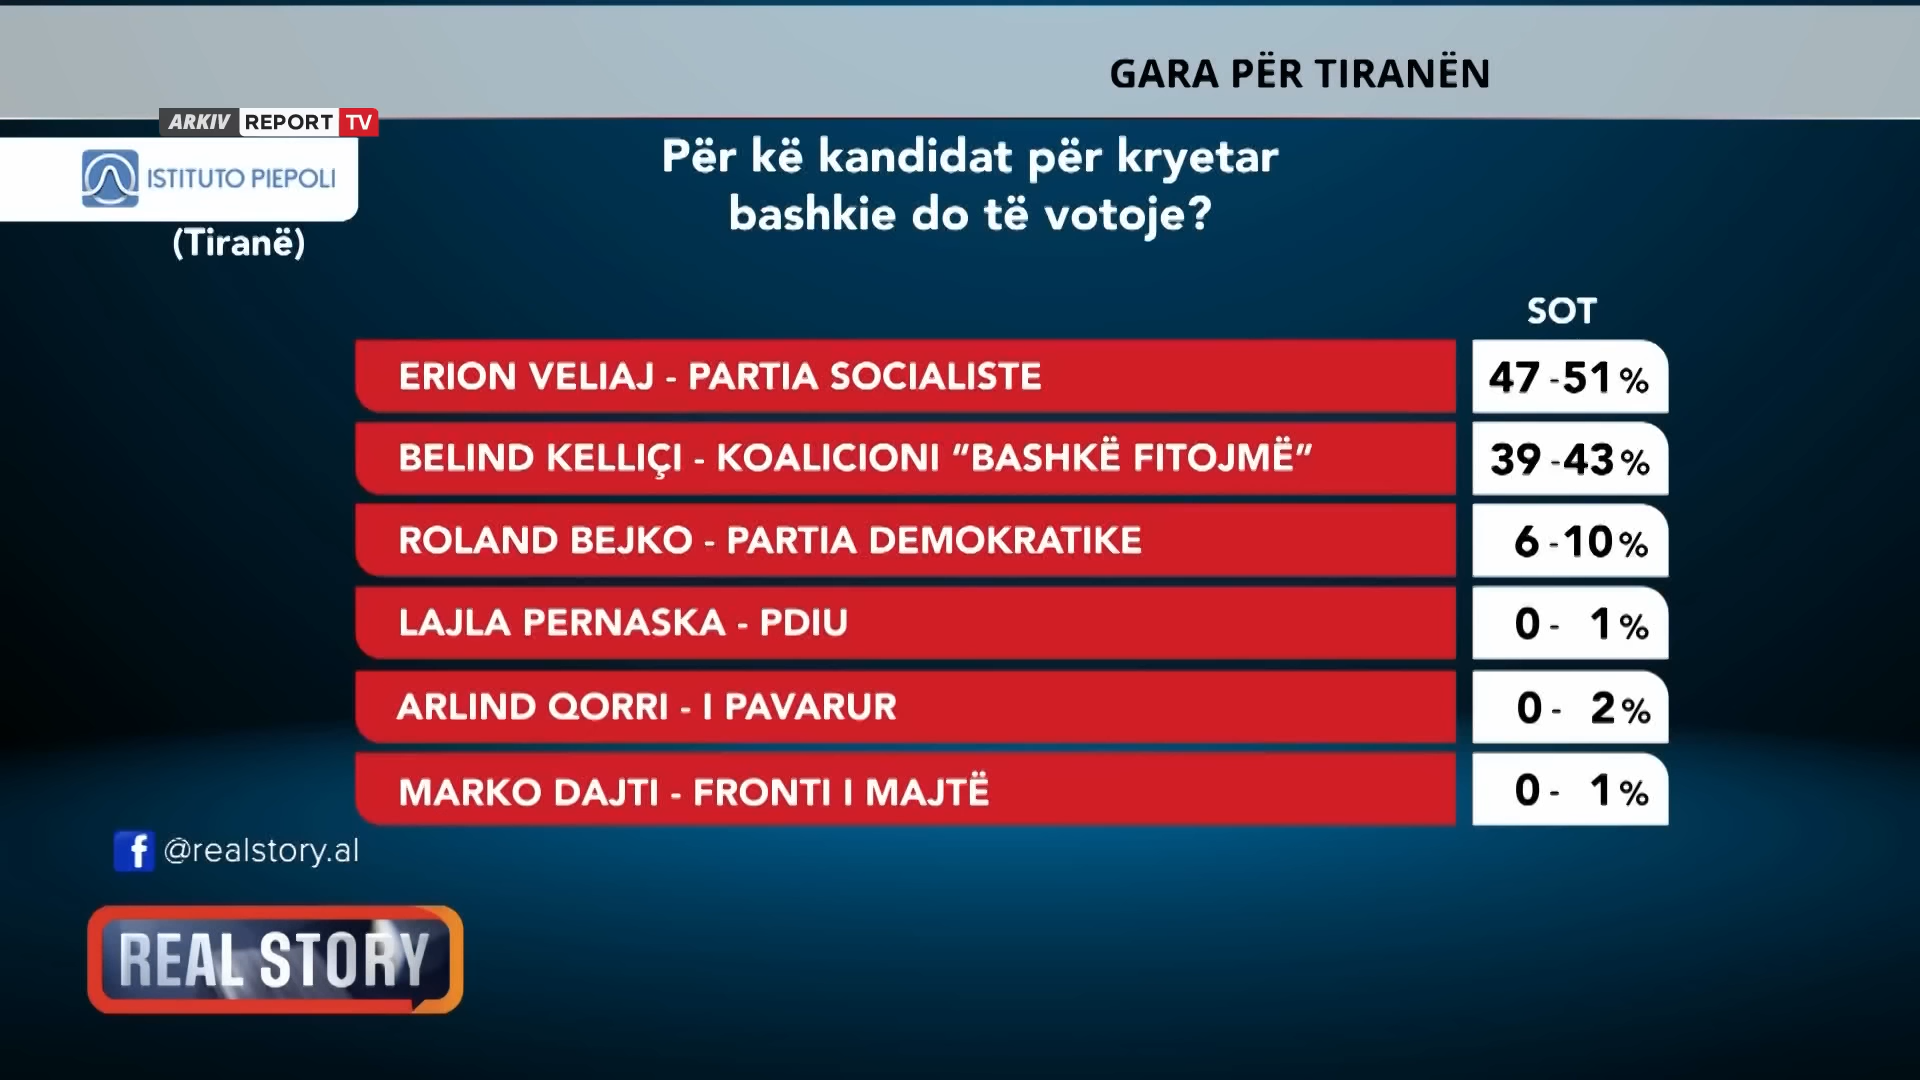 GARA PËR TIRANËN
ARKIV REPORT TV
ISTITUTO PIEPOLI
(Tiranë)
Për kë kandidat për kryetar
bashkie do të votoje?
SOT
ERION VELIAJ - PARTIA SOCIALISTE 47 -51%
BELIND KELLIÇI - KOALICIONI "BASHKË FITOJMË" 39 -43%
ROLAND BEJKO - PARTIA DEMOKRATIKE 6 -10%
LAJLA PERNASKA - PDIU 0 - 1%
ARLIND QORRI - I PAVARUR 0 - 2%
MARKO DAJTI - FRONTI I MAJTË 0 - 1%
f @realstory.al
REAL STORY